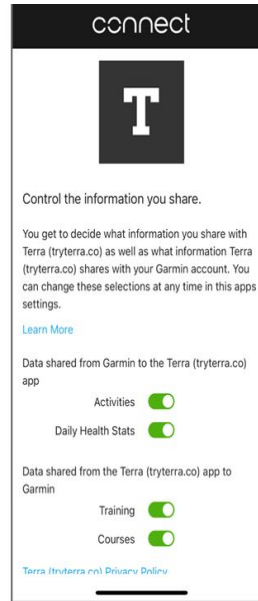 connect
T
Control the information you share.
You get to decide what information you share with
Terra (tryterra.co) as well as what information Terra
(tryterra.co) shares with your Garmin account. You
can change these selections at any time in this apps
settings.
Learn More
Data shared from Garmin to the Terra (tryterra.co)
app
Activities
Daily Health Stats
Data shared from the Terra (tryterra.co) app to
Garmin
Training
Courses
Terra (tryterra.co) Privacy Policy